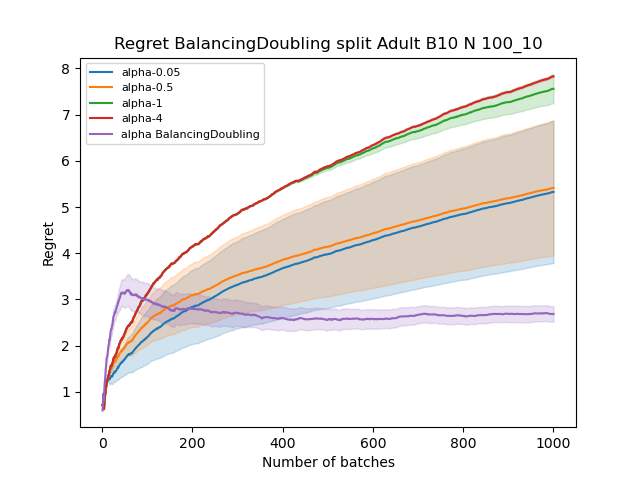 Regret BalancingDoubling split Adult B10 N 100_10
alpha-0.05
alpha-0.5
alpha-1
alpha-4
alpha BalancingDoubling
8
7
6
5
4
3
2
1
Regret
0
200
400
600
800
1000
Number of batches